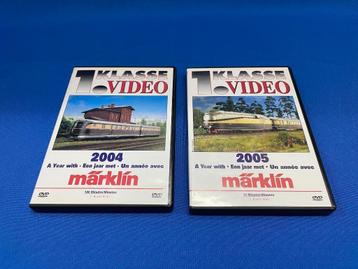 1. KLASSE
VIDEO
2004
A Year with • Een jaar met • Un année avec
märklin
DVD
1. KLASSE
VIDEO
2005
A Year with • Een jaar met • Un année avec
märklin
DVD